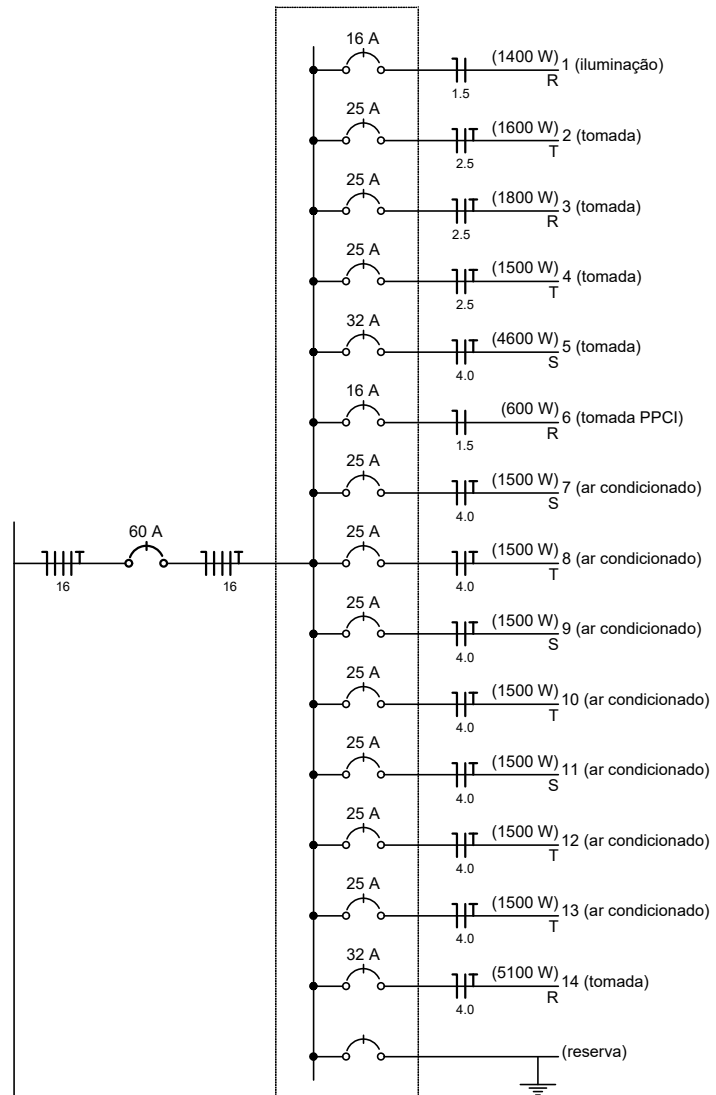 16 A
(1400 W) 1 (iluminação)
1.5 R
25 A
T (1600 W) 2 (tomada)
2.5 T
25 A
T (1800 W) 3 (tomada)
2.5 R
25 A
T (1500 W) 4 (tomada)
2.5 T
32 A
T (4600 W) 5 (tomada)
4.0 S
16 A
(600 W) 6 (tomada PPCI)
1.5 R
25 A
T (1500 W) 7 (ar condicionado)
4.0 S
60 A
T T
16 16
25 A
T (1500 W) 8 (ar condicionado)
4.0 T
25 A
T (1500 W) 9 (ar condicionado)
4.0 S
25 A
T (1500 W) 10 (ar condicionado)
4.0 T
25 A
T (1500 W) 11 (ar condicionado)
4.0 S
25 A
T (1500 W) 12 (ar condicionado)
4.0 T
25 A
T (1500 W) 13 (ar condicionado)
4.0 T
32 A
T (5100 W) 14 (tomada)
4.0 R
(reserva)